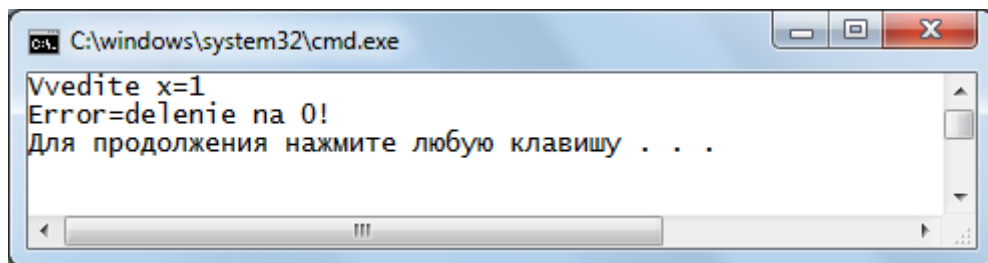 C:\windows\system32\cmd.exe
Vvedite x=1
Error=delenie na 0!
Для продолжения нажмите любую клавишу . . .